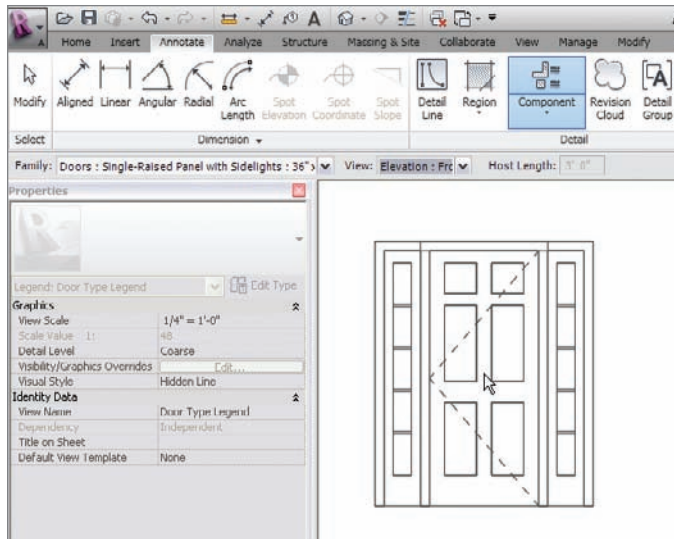 A
Home Insert Annotate Analyze Structure Massing & Site Collaborate View Manage Modify
Modify Aligned Linear Angular Radial Arc Length Spot Elevation Spot Coordinate Spot Slope Detail Line Region Component Revision Cloud Detail Group
Select Dimension Detail
Family: Doors : Single-Raised Panel with Sidelights : 36"x View: Elevation : Frc Host Length: 3' 0"
Properties
Legend: Door Type Legend Edit Type
Graphics
View Scale 1/4" = 1'-0"
Scale Value 1: 48
Detail Level Coarse
Visibility/Graphics Overrides Edit...
Visual Style Hidden Line
Identity Data
View Name Door Type Legend
Dependency Independent
Title on Sheet
Default View Template None